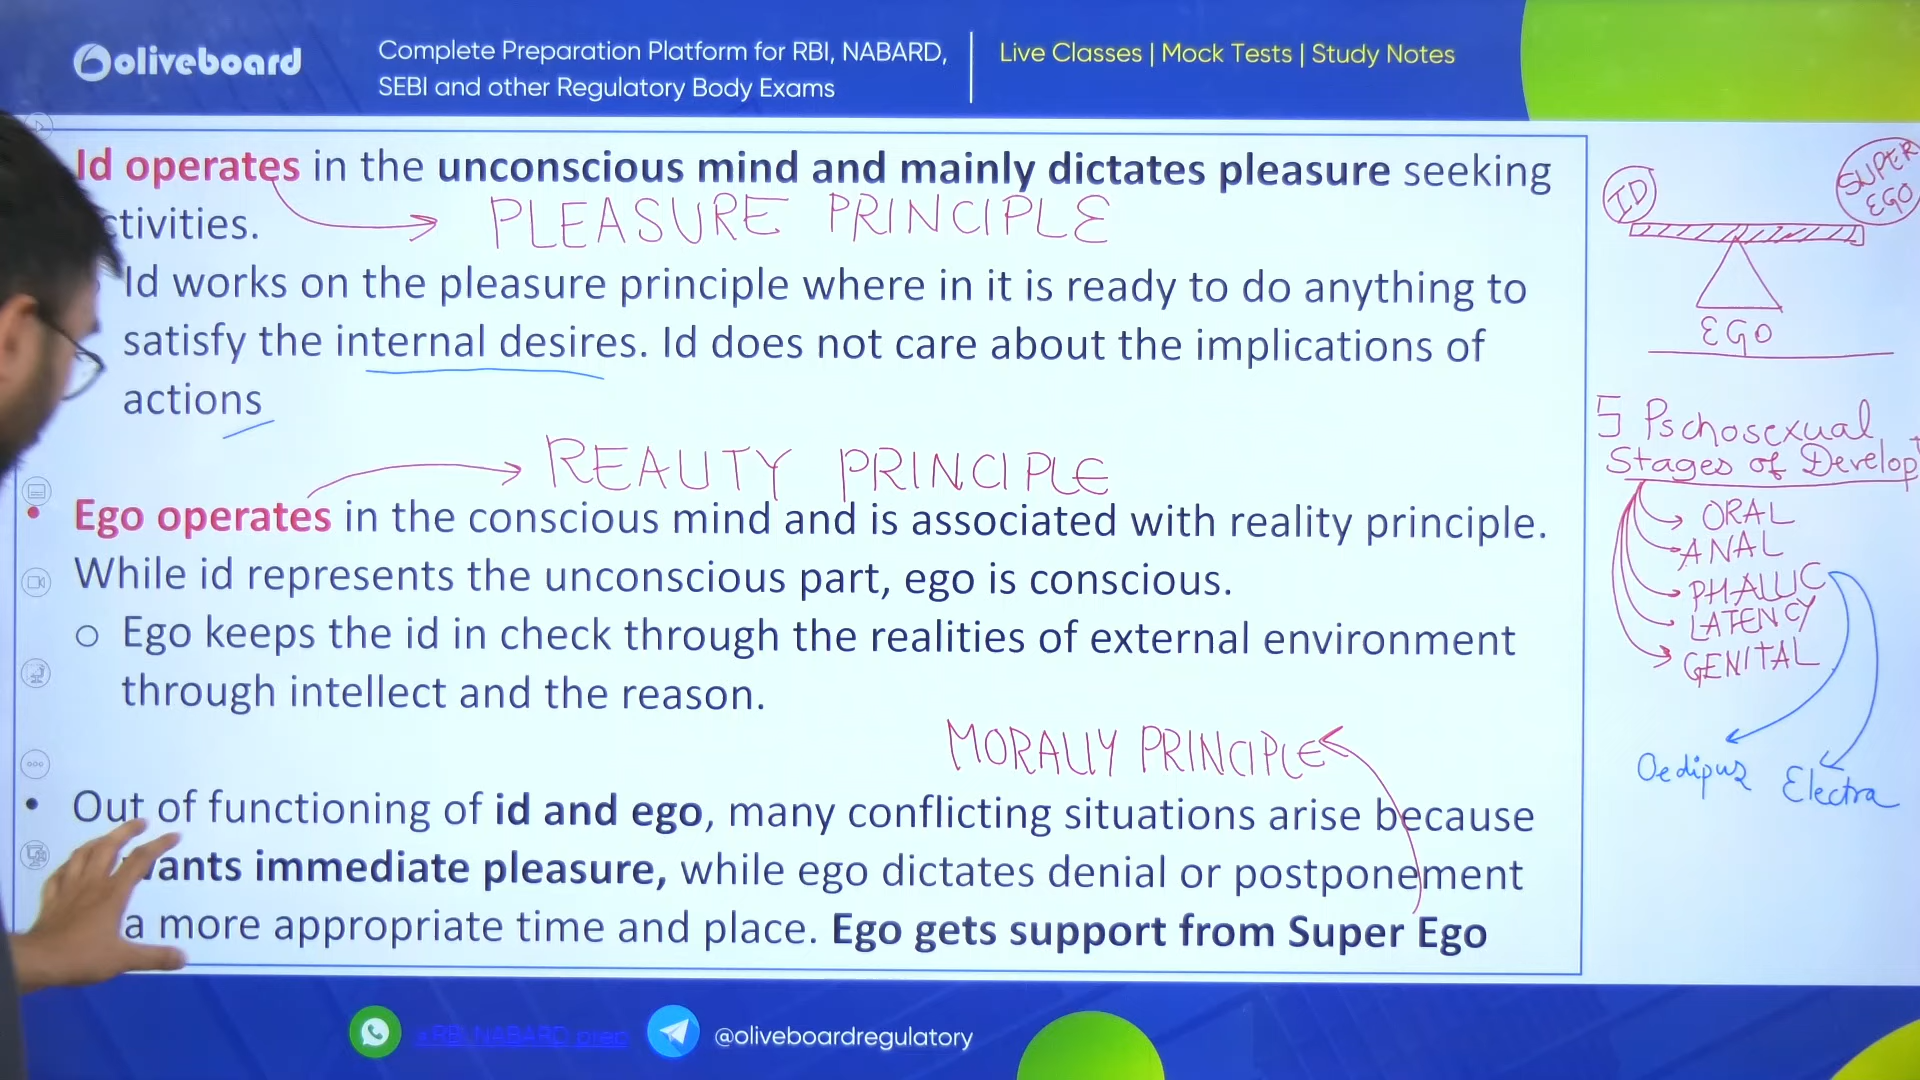 oliveboard
Complete Preparation Platform for RBI, NABARD,
SEBI and other Regulatory Body Exams
Live Classes | Mock Tests | Study Notes
Id operates in the unconscious mind and mainly dictates pleasure seeking
ctivities.
PLEASURE PRINCIPLE
Id works on the pleasure principle where in it is ready to do anything to
satisfy the internal desires. Id does not care about the implications of
actions
REALITY PRINCIPLE
• Ego operates in the conscious mind and is associated with reality principle.
While id represents the unconscious part, ego is conscious.
o Ego keeps the id in check through the realities of external environment
through intellect and the reason.
MORALLY PRINCIPLE
• Out of functioning of id and ego, many conflicting situations arise because
wants immediate pleasure, while ego dictates denial or postponement
a more appropriate time and place. Ego gets support from Super Ego
ID
SUPER
EGO
EGO
5 Pschosexual
Stages of Develop
ORAL
ANAL
PHALLIC
LATENCY
GENITAL
Oedipus
Electra
#RBI NABARD prep
@oliveboardregulatory